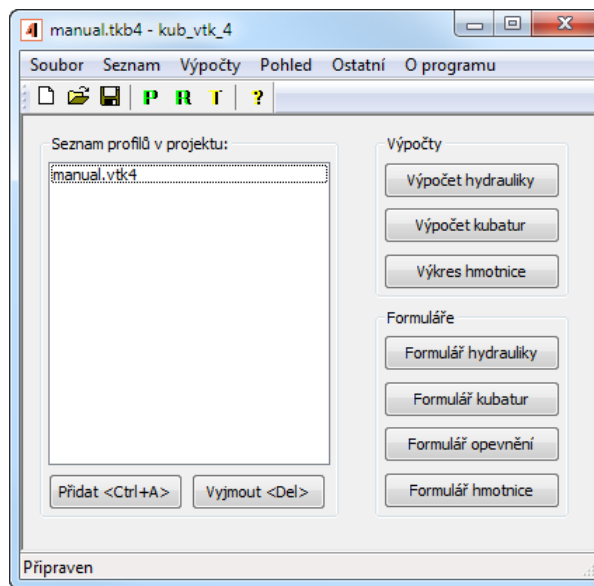 manual.tkb4 - kub_vtk_4
Soubor Seznam Výpočty Pohled Ostatní O programu
P R T ?
Seznam profilů v projektu:
manual.vtk4
Přidat <Ctrl+A> Vyjmout <Del>
Výpočty
Výpočet hydrauliky
Výpočet kubatur
Výkres hmotnice
Formuláře
Formulář hydrauliky
Formulář kubatur
Formulář opevnění
Formulář hmotnice
Připraven